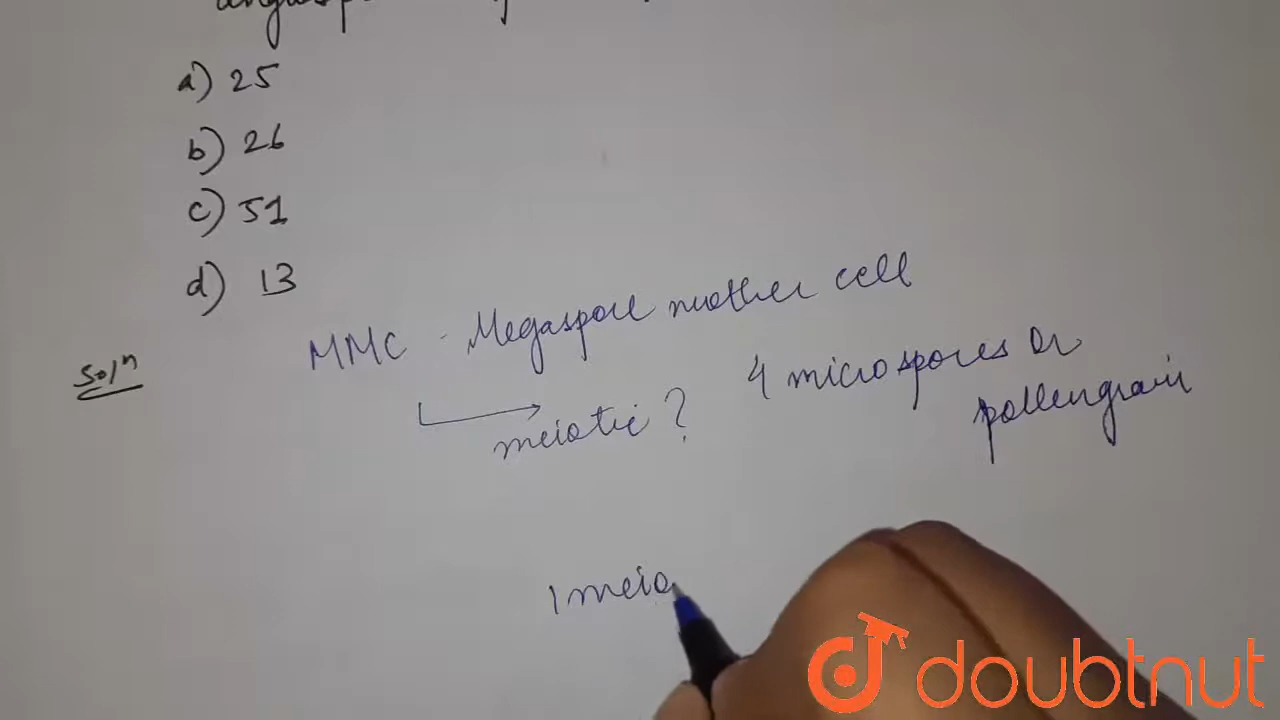 a) 25
b) 26
c) 51
d) 13
MMC - Megaspore mother cell
Solⁿ
4 microspores or
pollengrain
meiotic ?
1 meio
doubtnut